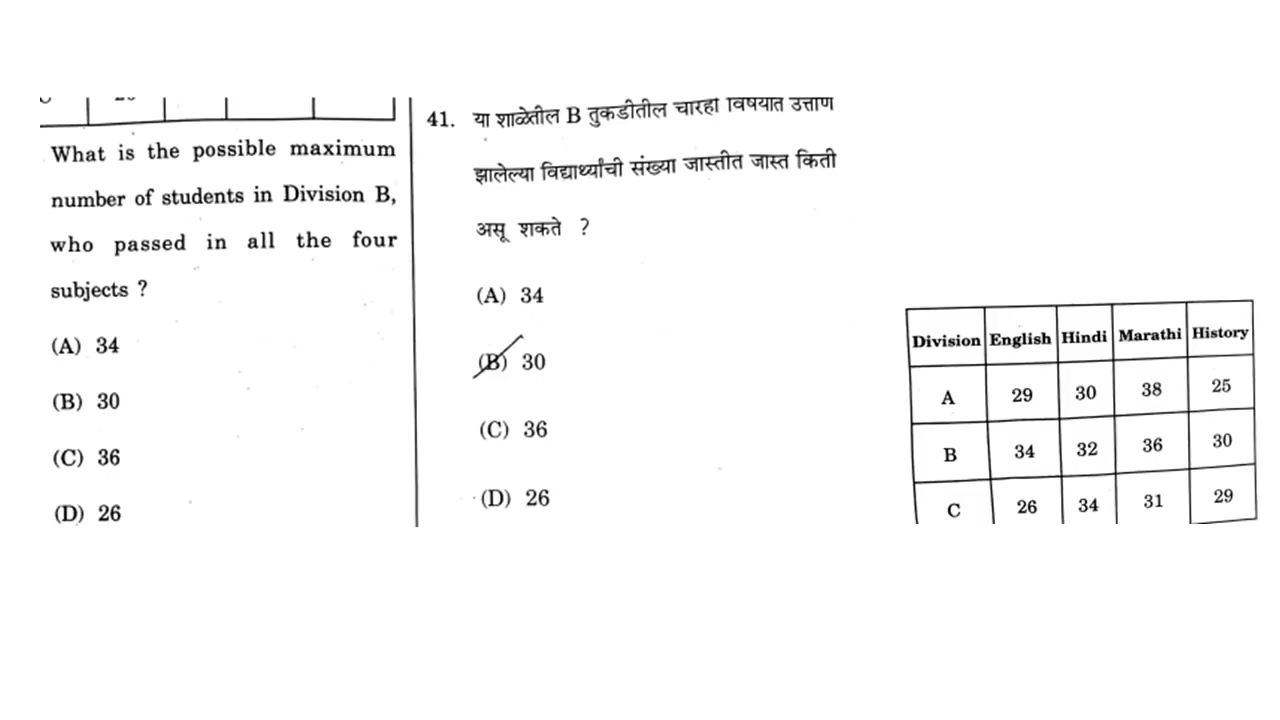 What is the possible maximum
number of students in Division B,
who passed in all the four
subjects ?
(A) 34
(B) 30
(C) 36
(D) 26
41. या शाळेतील B तुकडीतील चारही विषयात उत्तीर्ण
झालेल्या विद्यार्थ्यांची संख्या जास्तीत जास्त किती
असू शकते ?
(A) 34
(B) 30
(C) 36
(D) 26
Division English Hindi Marathi History
A 29 30 38 25
B 34 32 36 30
C 26 34 31 29